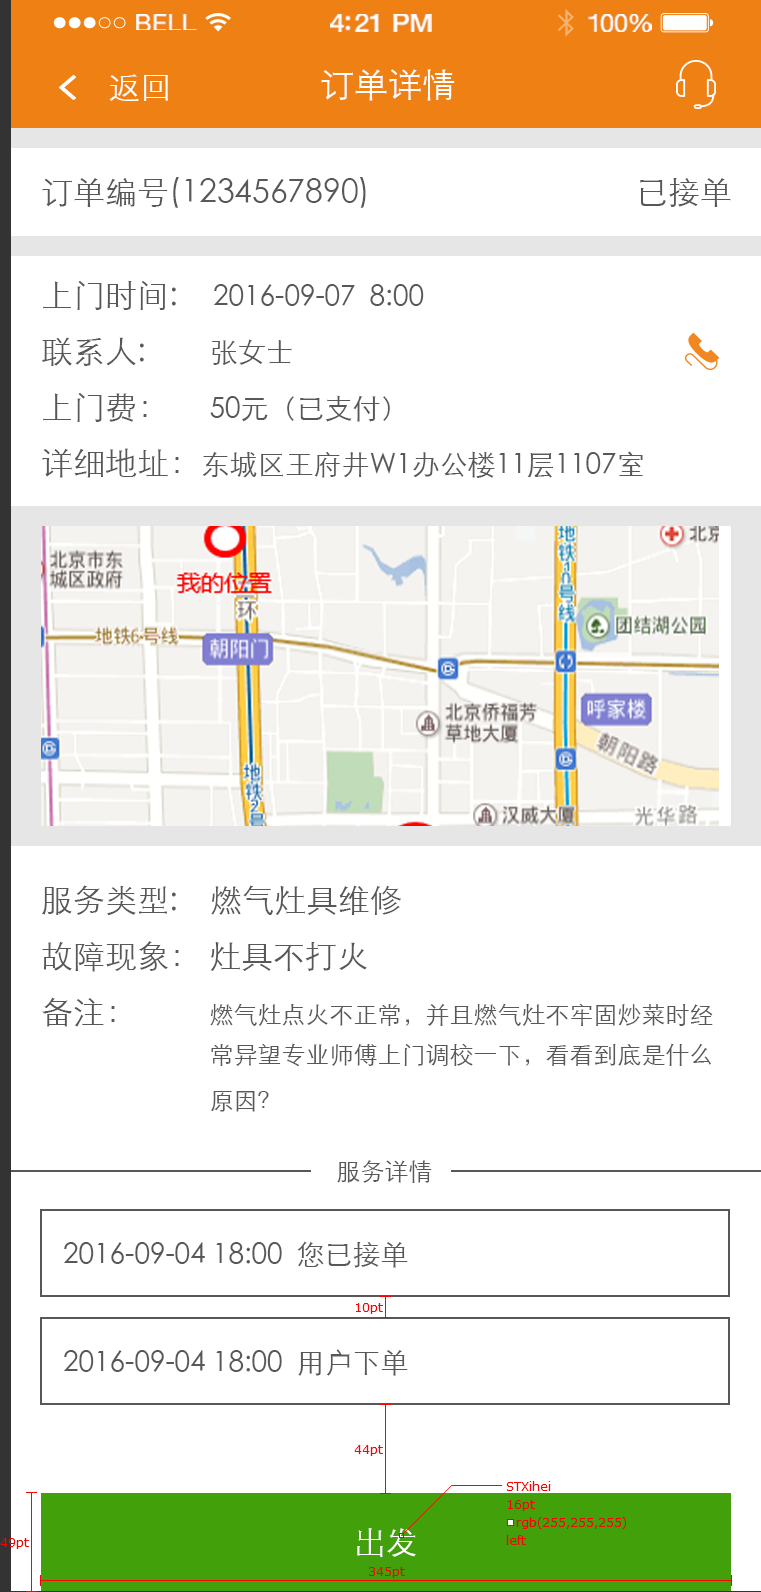 BELL 4:21 PM 100%
返回 订单详情
订单编号(1234567890) 已接单
上门时间: 2016-09-07 8:00
联系人: 张女士
上门费: 50元（已支付）
详细地址: 东城区王府井W1办公楼11层1107室
北京市东
城区政府
我的位置
环
地铁10号线
北京
地铁6号线
朝阳门
团结湖公园
北京侨福芳
草地大厦
呼家楼
朝阳路
地铁2号
汉威大厦
光华路
服务类型: 燃气灶具维修
故障现象: 灶具不打火
备注: 燃气灶点火不正常，并且燃气灶不牢固炒菜时经
常异望专业师傅上门调校一下，看看到底是什么
原因?
服务详情
2016-09-04 18:00 您已接单
10pt
2016-09-04 18:00 用户下单
44pt
STXihei
16pt
rgb(255,255,255)
left
49pt
出发
345pt